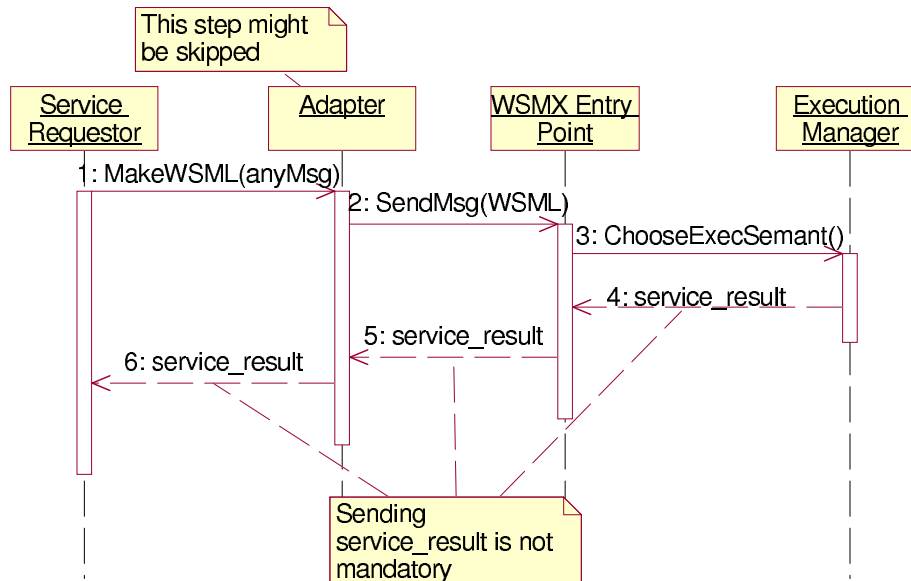 This step might
be skipped
Service
Requestor
Adapter
WSMX Entry
Point
Execution
Manager
1: MakeWSML(anyMsg)
2: SendMsg(WSML)
3: ChooseExecSemant()
4: service_result
5: service_result
6: service_result
Sending
service_result is not
mandatory